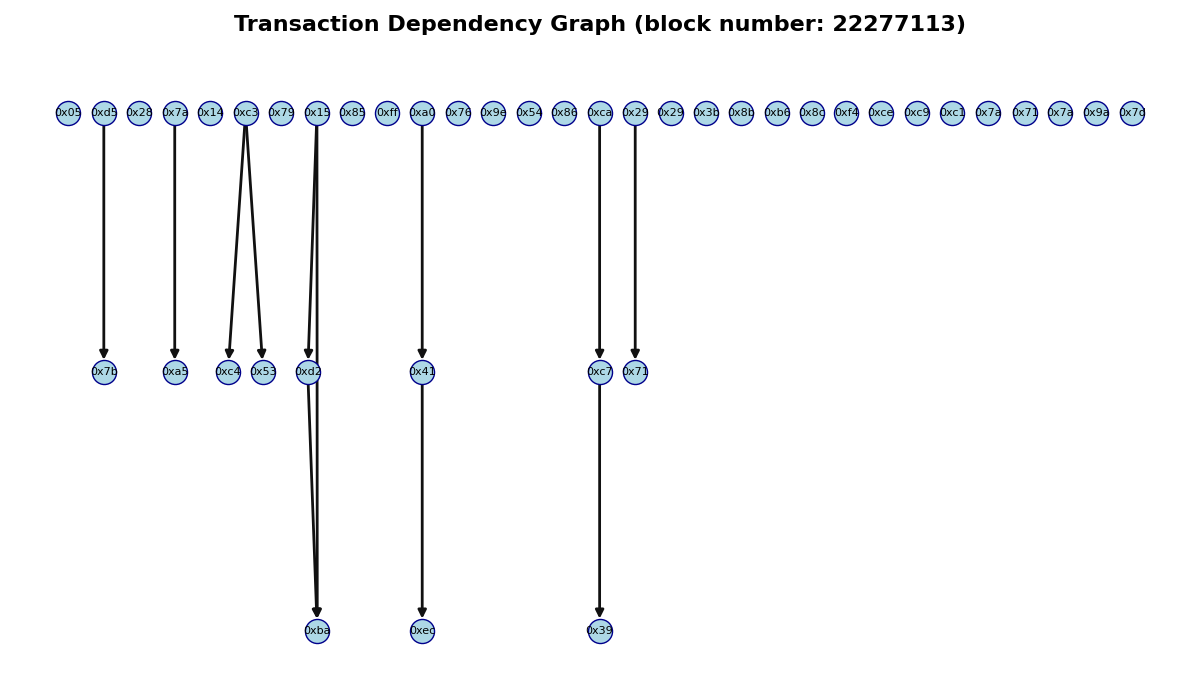 Transaction Dependency Graph (block number: 22277113)
0x05 0xd5 0x28 0x7a 0x14 0xc3 0x79 0x15 0x85 0xff 0xa0 0x76 0x9e 0x54 0x86 0xca 0x29 0x29 0x3b 0x8b 0xb6 0x8c 0xf4 0xce 0xc9 0xc1 0x7a 0x71 0x7a 0x9a 0x7c
0x7b 0xa5 0xc4 0x53 0xd2 0x41 0xc7 0x71
0xba 0xec 0x39